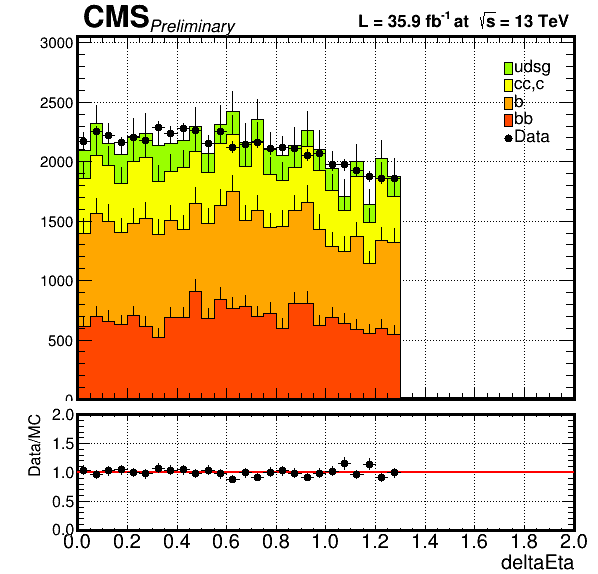 CMS Preliminary L = 35.9 fb⁻¹ at √s = 13 TeV
3000
2500
2000
1500
1000
500
0
udsg
cc,c
b
bb
Data
Data/MC
2.0
1.5
1.0
0.5
0.0
0.0 0.2 0.4 0.6 0.8 1.0 1.2 1.4 1.6 1.8 2.0
deltaEta